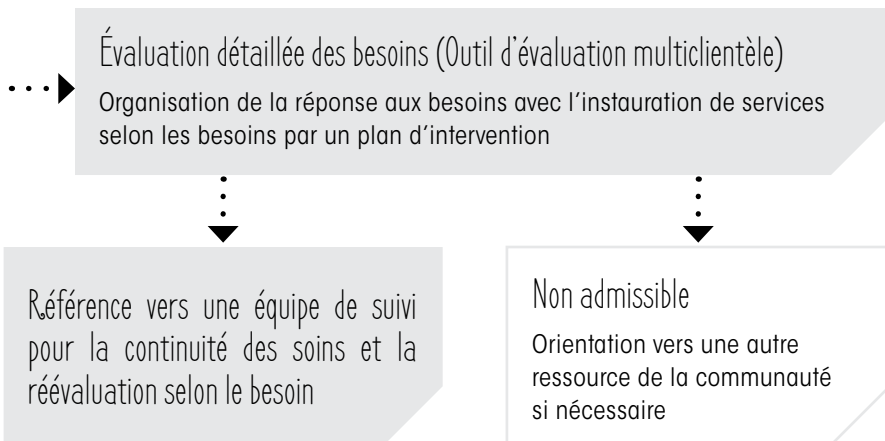 Évaluation détaillée des besoins (Outil d'évaluation multiclientèle)
Organisation de la réponse aux besoins avec l'instauration de services
selon les besoins par un plan d'intervention
Référence vers une équipe de suivi
pour la continuité des soins et la
réévaluation selon le besoin
Non admissible
Orientation vers une autre
ressource de la communauté
si nécessaire